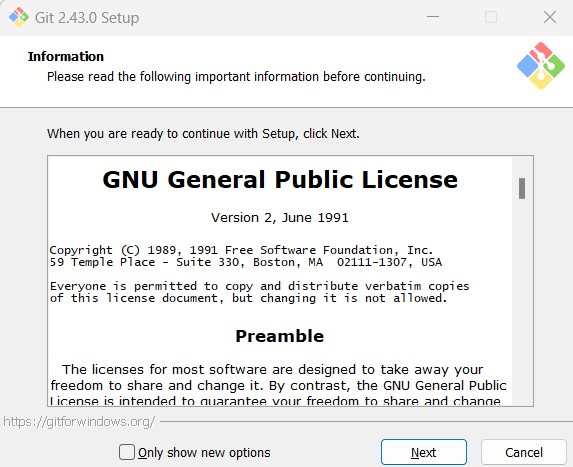 Git 2.43.0 Setup
Information
Please read the following important information before continuing.
When you are ready to continue with Setup, click Next.
GNU General Public License
Version 2, June 1991
Copyright (C) 1989, 1991 Free Software Foundation, Inc.
59 Temple Place - Suite 330, Boston, MA  02111-1307, USA
Everyone is permitted to copy and distribute verbatim copies
of this license document, but changing it is not allowed.
Preamble
The licenses for most software are designed to take away your
freedom to share and change it. By contrast, the GNU General Public
License is intended to guarantee your freedom to share and change
https://gitforwindows.org/
Only show new options
Next
Cancel